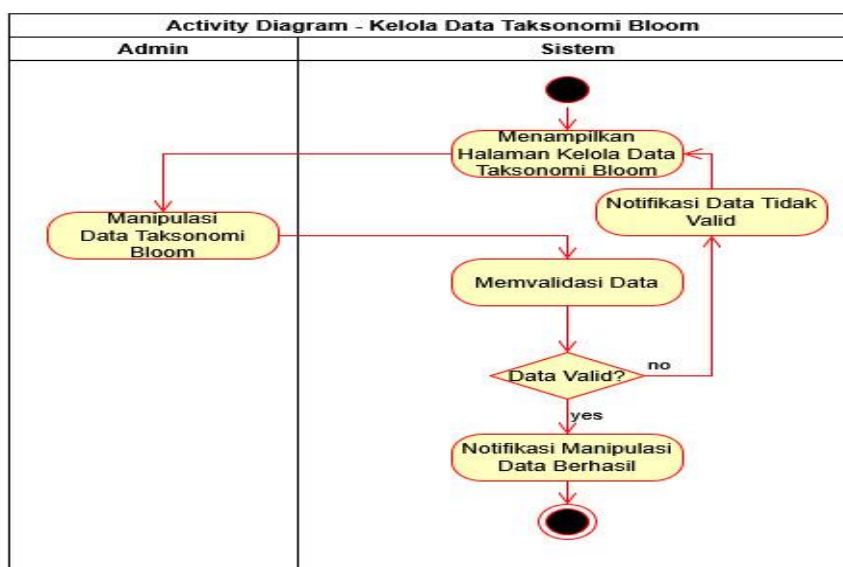 Activity Diagram - Kelola Data Taksonomi Bloom
Admin
Sistem
Menampilkan
Halaman Kelola Data
Taksonomi Bloom
Notifikasi Data Tidak
Valid
Manipulasi
Data Taksonomi
Bloom
Memvalidasi Data
Data Valid?
no
yes
Notifikasi Manipulasi
Data Berhasil